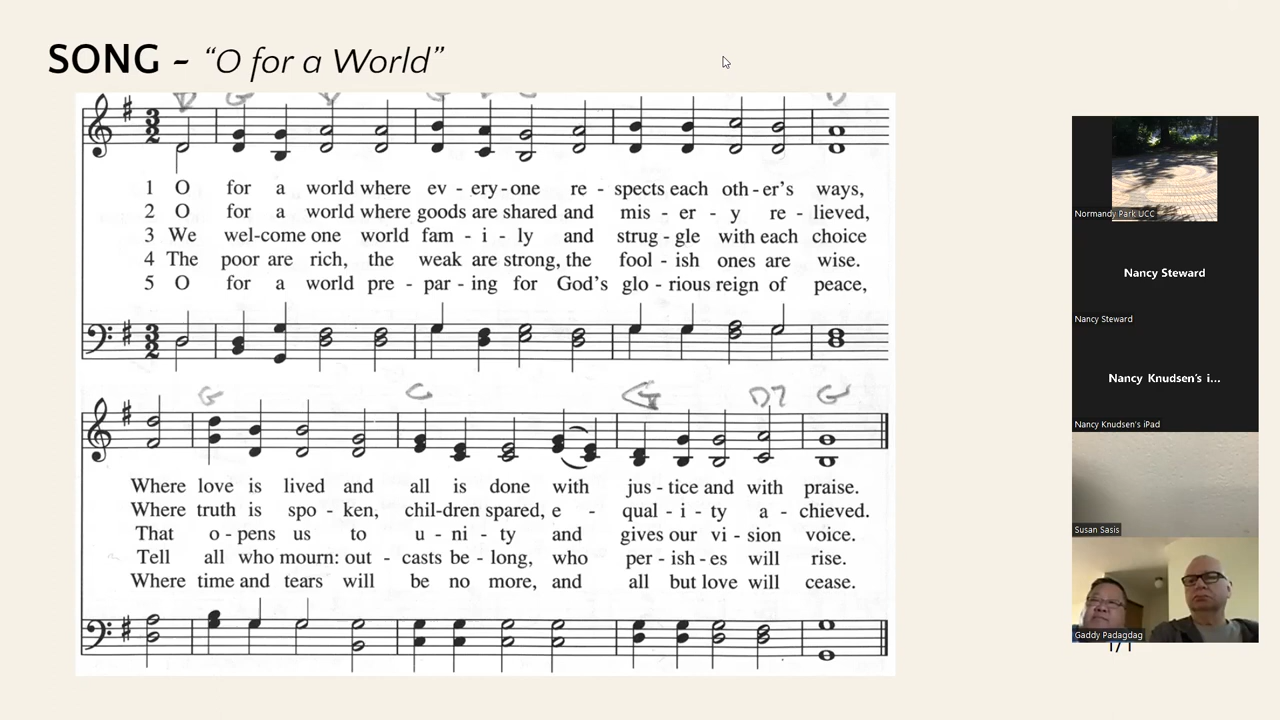 SONG - “O for a World”
1 O for a world where ev - ery - one re - spects each oth - er's ways,
2 O for a world where goods are shared and mis - er - y re - lieved,
3 We wel-come one world fam - i - ly and strug - gle with each choice
4 The poor are rich, the weak are strong, the fool - ish ones are wise.
5 O for a world pre - par - ing for God's glo - rious reign of peace,
G C G D7 G
Where love is lived and all is done with jus - tice and with praise.
Where truth is spo - ken, chil-dren spared, e - qual - i - ty a - chieved.
That o - pens us to u - ni - ty and gives our vi - sion voice.
Tell all who mourn: out - casts be - long, who per - ish - es will rise.
Where time and tears will be no more, and all but love will cease.
Normandy Park UCC
Nancy Steward
Nancy Steward
Nancy Knudsen's i...
Nancy Knudsen's iPad
Susan Sasis
Gaddy Padagdag
1/1